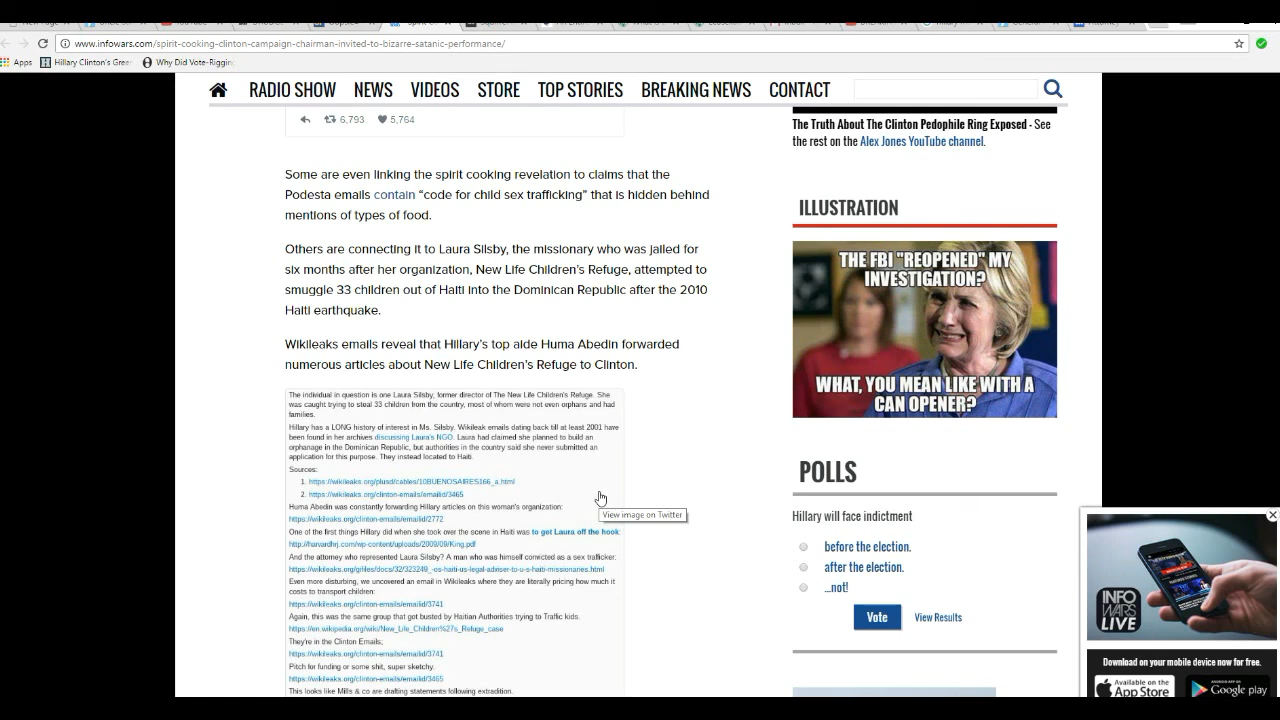 www.infowars.com/spirit-cooking-clinton-campaign-chairman-invited-to-bizarre-satanic-performance/
Apps
Hillary Clinton's Gree
Why Did Vote-Rigging
RADIO SHOW NEWS VIDEOS STORE TOP STORIES BREAKING NEWS CONTACT
6,793 5,764
Some are even linking the spirit cooking revelation to claims that the
Podesta emails contain “code for child sex trafficking” that is hidden behind
mentions of types of food.
Others are connecting it to Laura Silsby, the missionary who was jailed for
six months after her organization, New Life Children’s Refuge, attempted to
smuggle 33 children out of Haiti into the Dominican Republic after the 2010
Haiti earthquake.
Wikileaks emails reveal that Hillary’s top aide Huma Abedin forwarded
numerous articles about New Life Children’s Refuge to Clinton.
The individual in question is one Laura Silsby, former director of The New Life Children's Refuge. She
was caught trying to steal 33 children from the country, most of whom were not even orphans and had
families.
Hillary has a LONG history of interest in Ms. Silsby. Wikileak emails dating back till at least 2001 have
been found in her archives discussing Laura's NGO. Laura had claimed she planned to build an
orphanage in the Dominican Republic, but authorities in the country said she never submitted an
application for this purpose. They instead located to Haiti.
Sources:
1. https://wikileaks.org/plusd/cables/10BUENOSAIRES166_a.html
2. https://wikileaks.org/clinton-emails/emailid/3465
Huma Abedin was constantly forwarding Hillary articles on this woman's organization:
https://wikileaks.org/clinton-emails/emailid/2772
One of the first things Hillary did when she took over the scene in Haiti was to get Laura off the hook:
http://harvardhrj.com/wp-content/uploads/2009/09/King.pdf
And the attorney who represented Laura Silsby? A man who was himself convicted as a sex trafficker:
https://wikileaks.org/gifiles/docs/32/323249_-os-haiti-us-legal-adviser-to-u-s-haiti-missionaries.html
Even more disturbing, we uncovered an email in Wikileaks where they are literally pricing how much it
costs to transport children:
https://wikileaks.org/clinton-emails/emailid/3741
Again, this was the same group that got busted by Haitian Authorities trying to Traffic kids.
https://en.wikipedia.org/wiki/New_Life_Children%27s_Refuge_case
They're in the Clinton Emails;
https://wikileaks.org/clinton-emails/emailid/3741
Pitch for funding or some shit, super sketchy.
https://wikileaks.org/clinton-emails/emailid/3465
This looks like Mills & co are drafting statements following extradition.
View image on Twitter
The Truth About The Clinton Pedophile Ring Exposed - See
the rest on the Alex Jones YouTube channel.
ILLUSTRATION
THE FBI "REOPENED" MY
INVESTIGATION?
WHAT, YOU MEAN LIKE WITH A
CAN OPENER?
POLLS
Hillary will face indictment
before the election.
after the election.
...not!
Vote View Results
INFO
WARS
LIVE
Download on your mobile device now for free.
Available on the
App Store
Google play